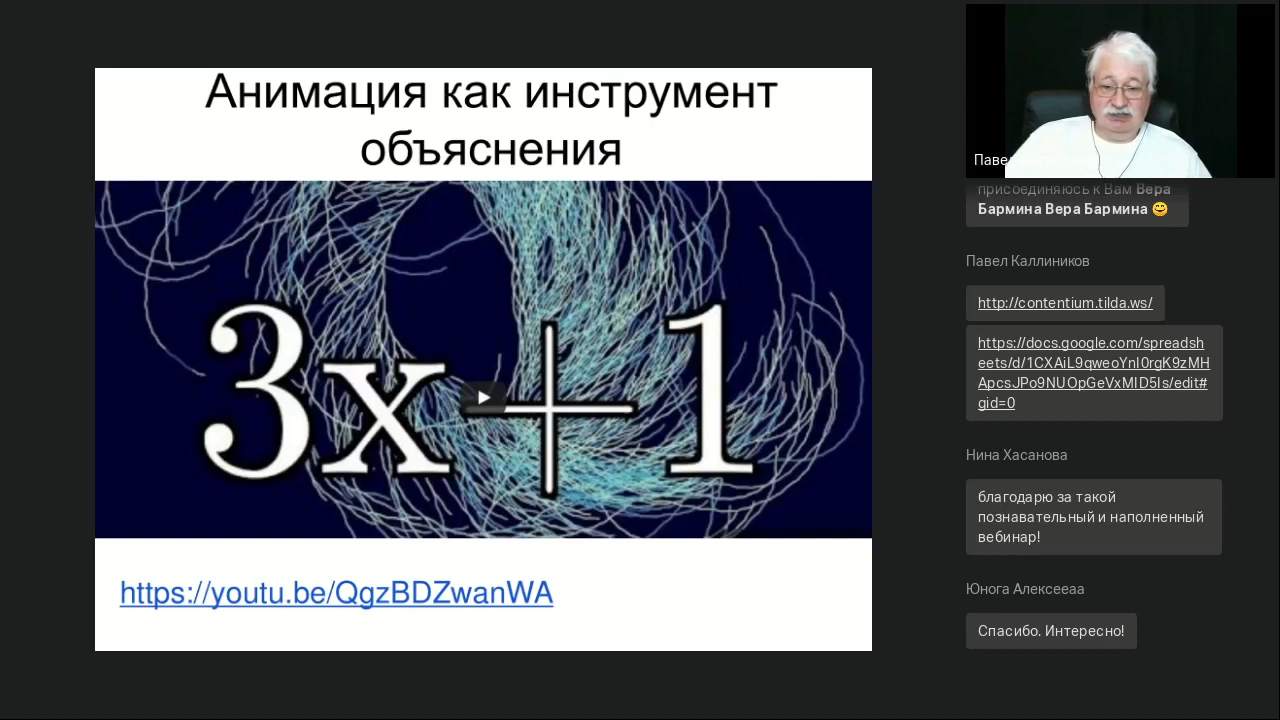 Анимация как инструмент
объяснения
3x+1
https://youtu.be/QgzBDZwanWA
Паве
присоединяюсь к Вам Вера
Бармина Вера Бармина 😊
Павел Каллиников
http://contentium.tilda.ws/
https://docs.google.com/spreadsh
eets/d/1CXAiL9qweoYnI0rgK9zMH
ApcsJPo9NUOpGeVxMID5Is/edit#
gid=0
Нина Хасанова
благодарю за такой
познавательный и наполненный
вебинар!
Юнога Алексееаа
Спасибо. Интересно!